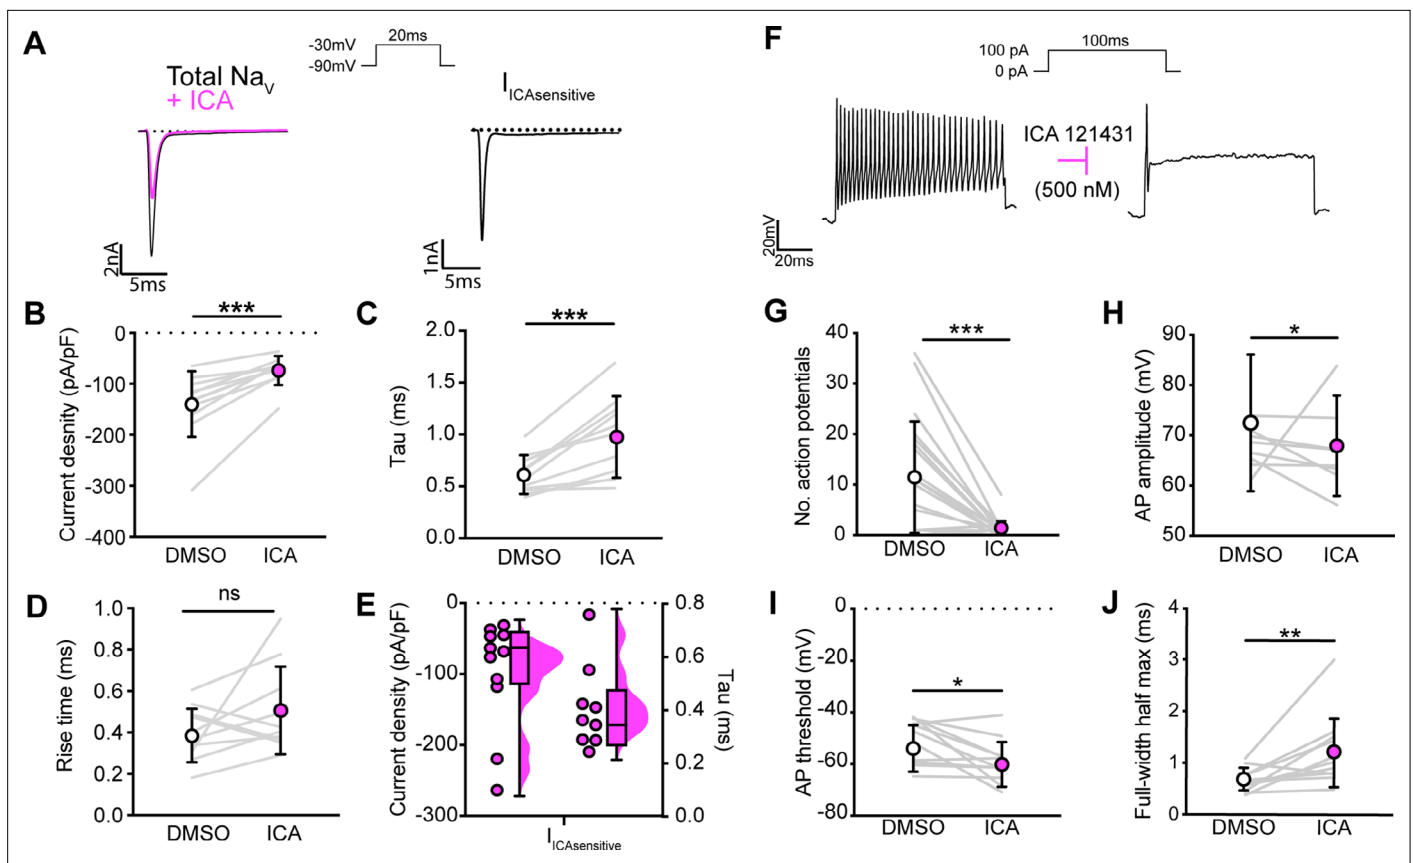 A
-30mV
20ms
-90mV
Total NaV
+ ICA
IICAsensitive
2nA
5ms
1nA
5ms
F
100 pA
100ms
0 pA
ICA 121431
(500 nM)
20mV
20ms
B
***
Current desnity (pA/pF)
0
-100
-200
-300
-400
DMSO
ICA
C
***
Tau (ms)
2.0
1.5
1.0
0.5
0.0
DMSO
ICA
G
***
No. action potentials
40
30
20
10
0
DMSO
ICA
H
*
AP amplitude (mV)
90
80
70
60
50
DMSO
ICA
D
ns
Rise time (ms)
1.0
0.8
0.6
0.4
0.2
0.0
DMSO
ICA
E
Current density (pA/pF)
0
-100
-200
-300
0.8
0.6
0.4
0.2
0.0
Tau (ms)
IICAsensitive
I
*
AP threshold (mV)
0
-20
-40
-60
-80
DMSO
ICA
J
**
Full-width half max (ms)
4
3
2
1
0
DMSO
ICA